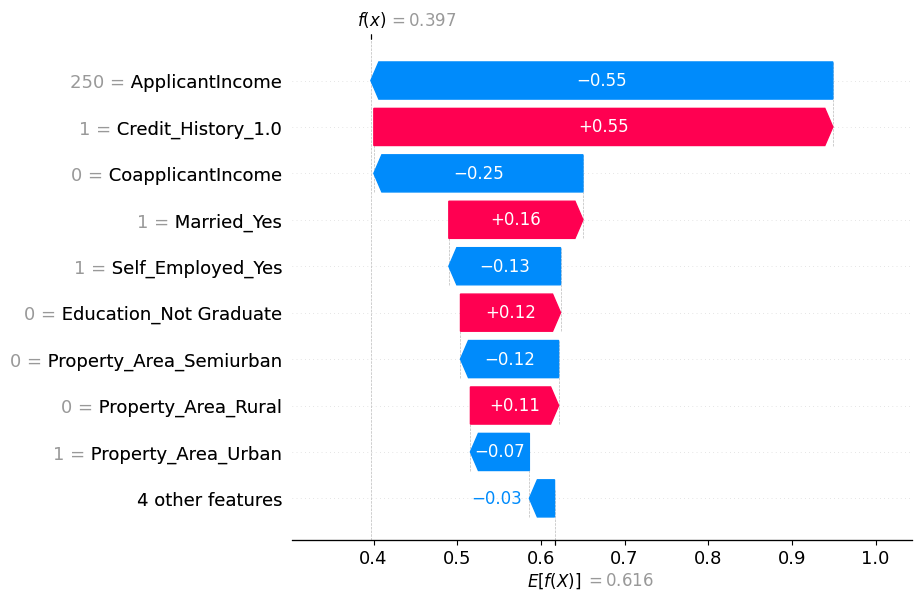 f(x) = 0.397
250 = ApplicantIncome
−0.55
1 = Credit_History_1.0
+0.55
0 = CoapplicantIncome
−0.25
1 = Married_Yes
+0.16
1 = Self_Employed_Yes
−0.13
0 = Education_Not Graduate
+0.12
0 = Property_Area_Semiurban
−0.12
0 = Property_Area_Rural
+0.11
1 = Property_Area_Urban
−0.07
4 other features
−0.03
0.4 0.5 0.6 0.7 0.8 0.9 1.0
E[f(X)] = 0.616